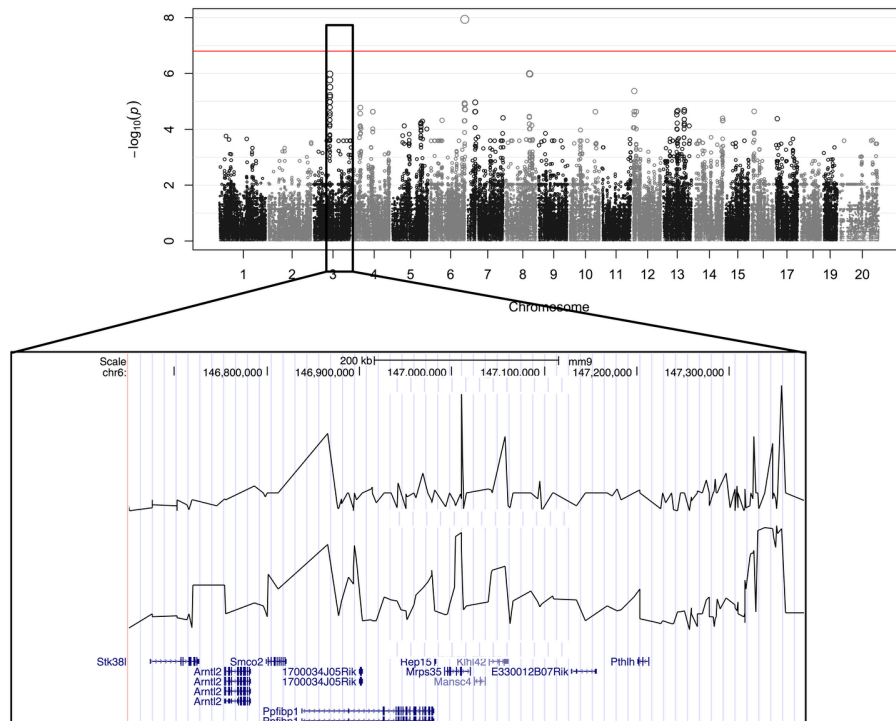 8
6
4
2
0
−log10(p)
1 2 3 4 5 6 7 8 9 10 11 12 13 14 15 17 19 20
Chromosome
Scale 200 kb mm9
chr6: 146,800,000 146,900,000 147,000,000 147,100,000 147,200,000 147,300,000
Stk38l Smco2 Hep15 Klhl42 Pthlh
Arntl2 1700034J05Rik Mrps35 E330012B07Rik
Arntl2 1700034J05Rik Mansc4
Arntl2
Arntl2
Ppfibp1
Ppfibp1